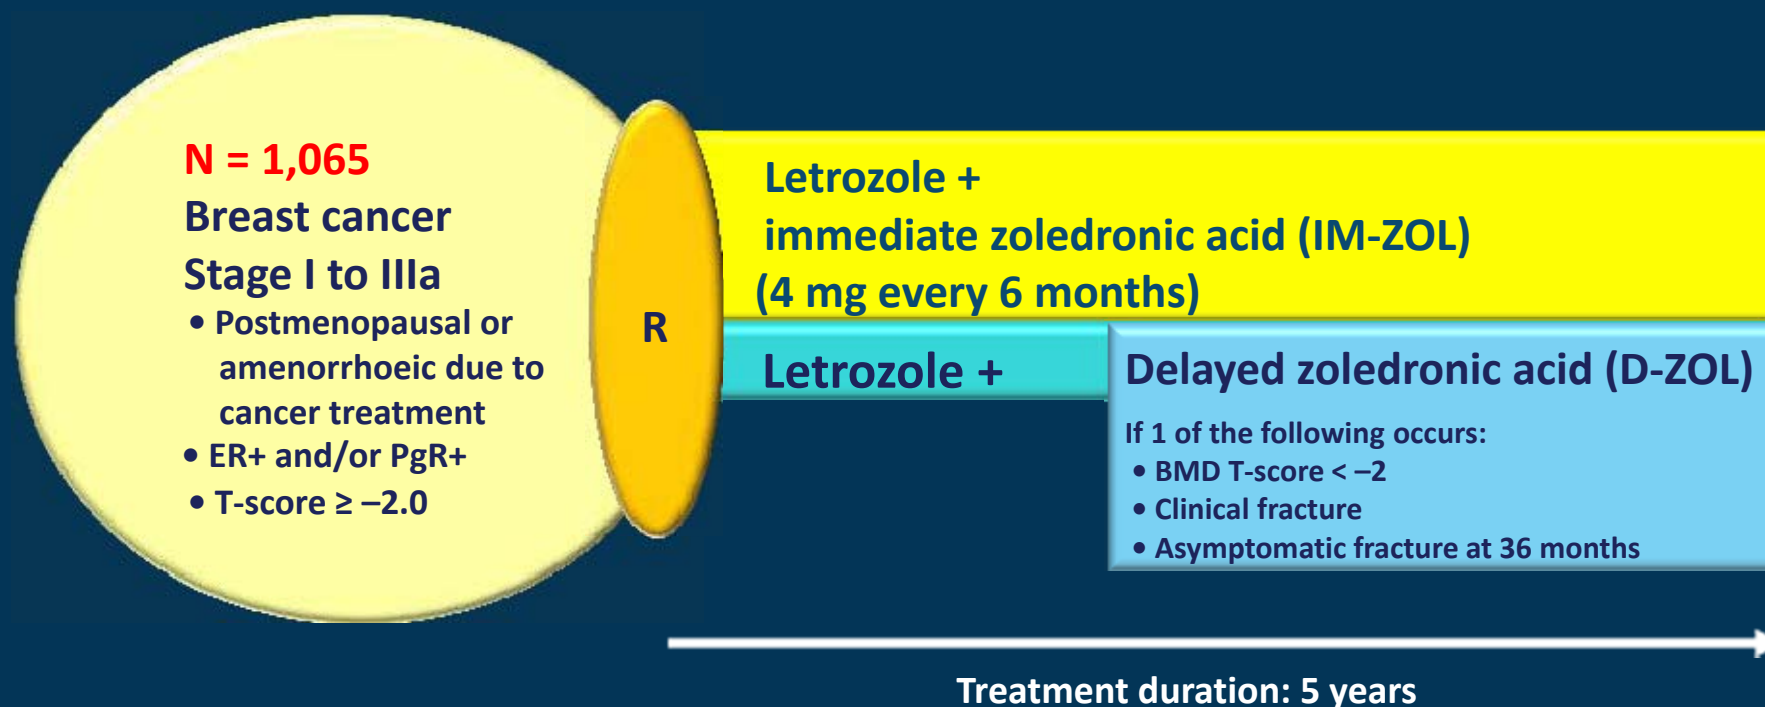 N = 1,065
Breast cancer
Stage I to IIIa
• Postmenopausal or
amenorrhoeic due to
cancer treatment
• ER+ and/or PgR+
• T-score ≥ –2.0
R
Letrozole +
immediate zoledronic acid (IM-ZOL)
(4 mg every 6 months)
Letrozole +
Delayed zoledronic acid (D-ZOL)
If 1 of the following occurs:
• BMD T-score < –2
• Clinical fracture
• Asymptomatic fracture at 36 months
Treatment duration: 5 years